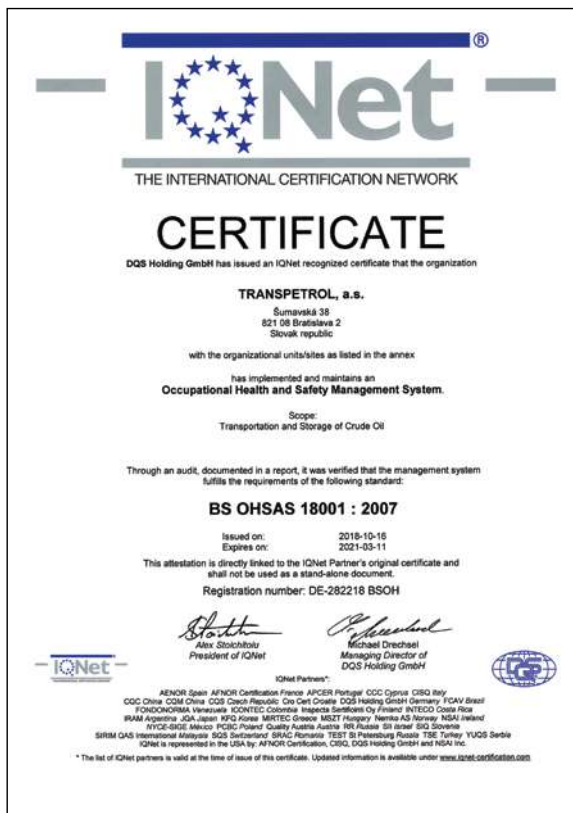 IQNet ®
THE INTERNATIONAL CERTIFICATION NETWORK
CERTIFICATE
DQS Holding GmbH has issued an IQNet recognized certificate that the organization
TRANSPETROL, a.s.
Šumavská 38
821 08 Bratislava 2
Slovak republic
with the organizational units/sites as listed in the annex
has implemented and maintains an
Occupational Health and Safety Management System.
Scope:
Transportation and Storage of Crude Oil
Through an audit, documented in a report, it was verified that the management system
fulfills the requirements of the following standard:
BS OHSAS 18001 : 2007
Issued on: 2018-10-16
Expires on: 2021-03-11
This attestation is directly linked to the IQNet Partner's original certificate and
shall not be used as a stand-alone document.
Registration number: DE-282218 BSOH
Alex Stoichitoiu Michael Drechsel
President of IQNet Managing Director of
DQS Holding GmbH
IQNet
DQS
IQNet Partners*:
AENOR Spain AFNOR Certification France APCER Portugal CCC Cyprus CISQ Italy
CQC China CQM China CQS Czech Republic Cro Cert Croatia DQS Holding GmbH Germany FCAV Brazil
FONDONORMA Venezuela ICONTEC Colombia Inspecta Sertifiointi Oy Finland INTECO Costa Rica
IRAM Argentina JQA Japan KFQ Korea MIRTEC Greece MSZT Hungary Nemko AS Norway NSAI Ireland
NYCE-SIGE México PCBC Poland Quality Austria Austria RR Russia SII Israel SIQ Slovenia
SIRIM QAS International Malaysia SQS Switzerland SRAC Romania TEST St Petersburg Russia TSE Turkey YUQS Serbia
IQNet is represented in the USA by: AFNOR Certification, CISQ, DQS Holding GmbH and NSAI Inc.
* The list of IQNet partners is valid at the time of issue of this certificate. Updated information is available under www.iqnet-certification.com